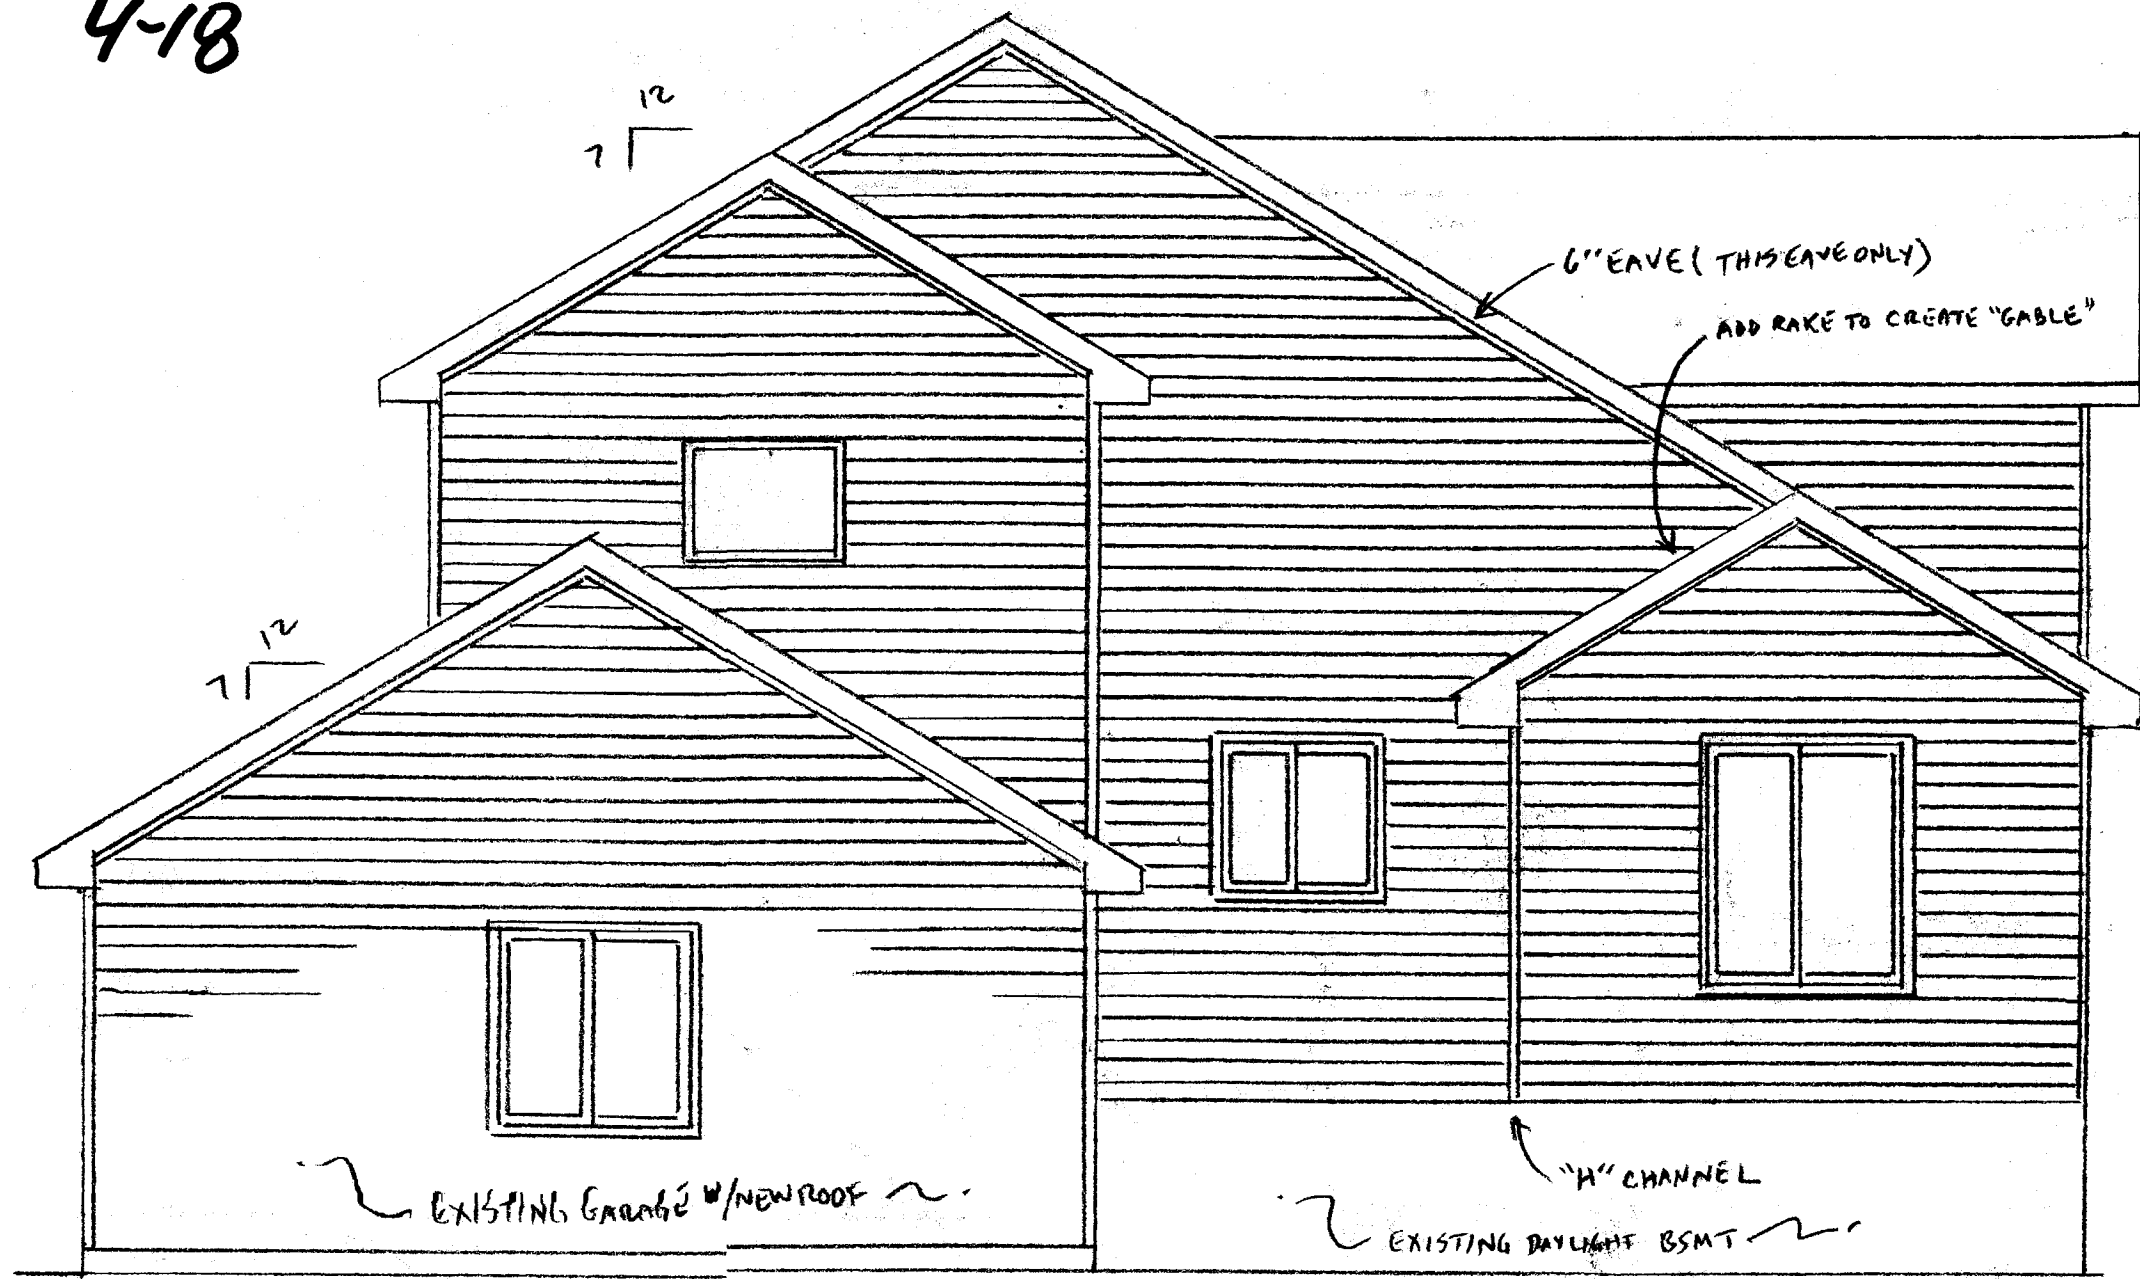 4-18
12
7
6" EAVE ( THIS EAVE ONLY)
ADD RAKE TO CREATE "GABLE"
12
7
"H" CHANNEL
EXISTING GARAGE W/NEW ROOF
EXISTING DAYLIGHT BSMT